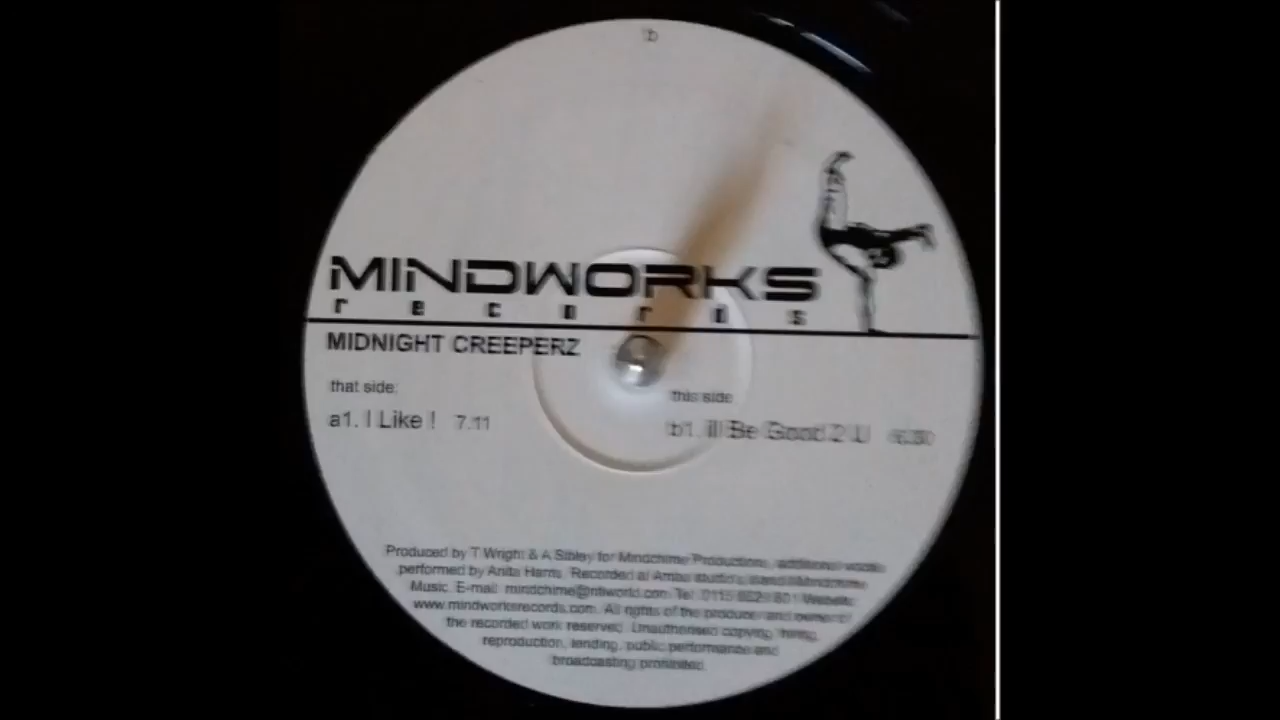 b
MINDWORKS
records
MIDNIGHT CREEPERZ
that side:
this side
a1. I Like ! 7.11
b1. ill Be Good 2 U
Produced by T Wright & A Sibley for Mindchime Productions, additional vocals
performed by Anita Harris. Recorded at
Music. E-mail: mindchime@ntlworld.com Tel: 0115 Website:
www.mindworksrecords.com. All rights of the producer and owner of
the recorded work reserved. Unauthorised copying, hiring,
reproduction, lending, public performance and
broadcasting prohibited.